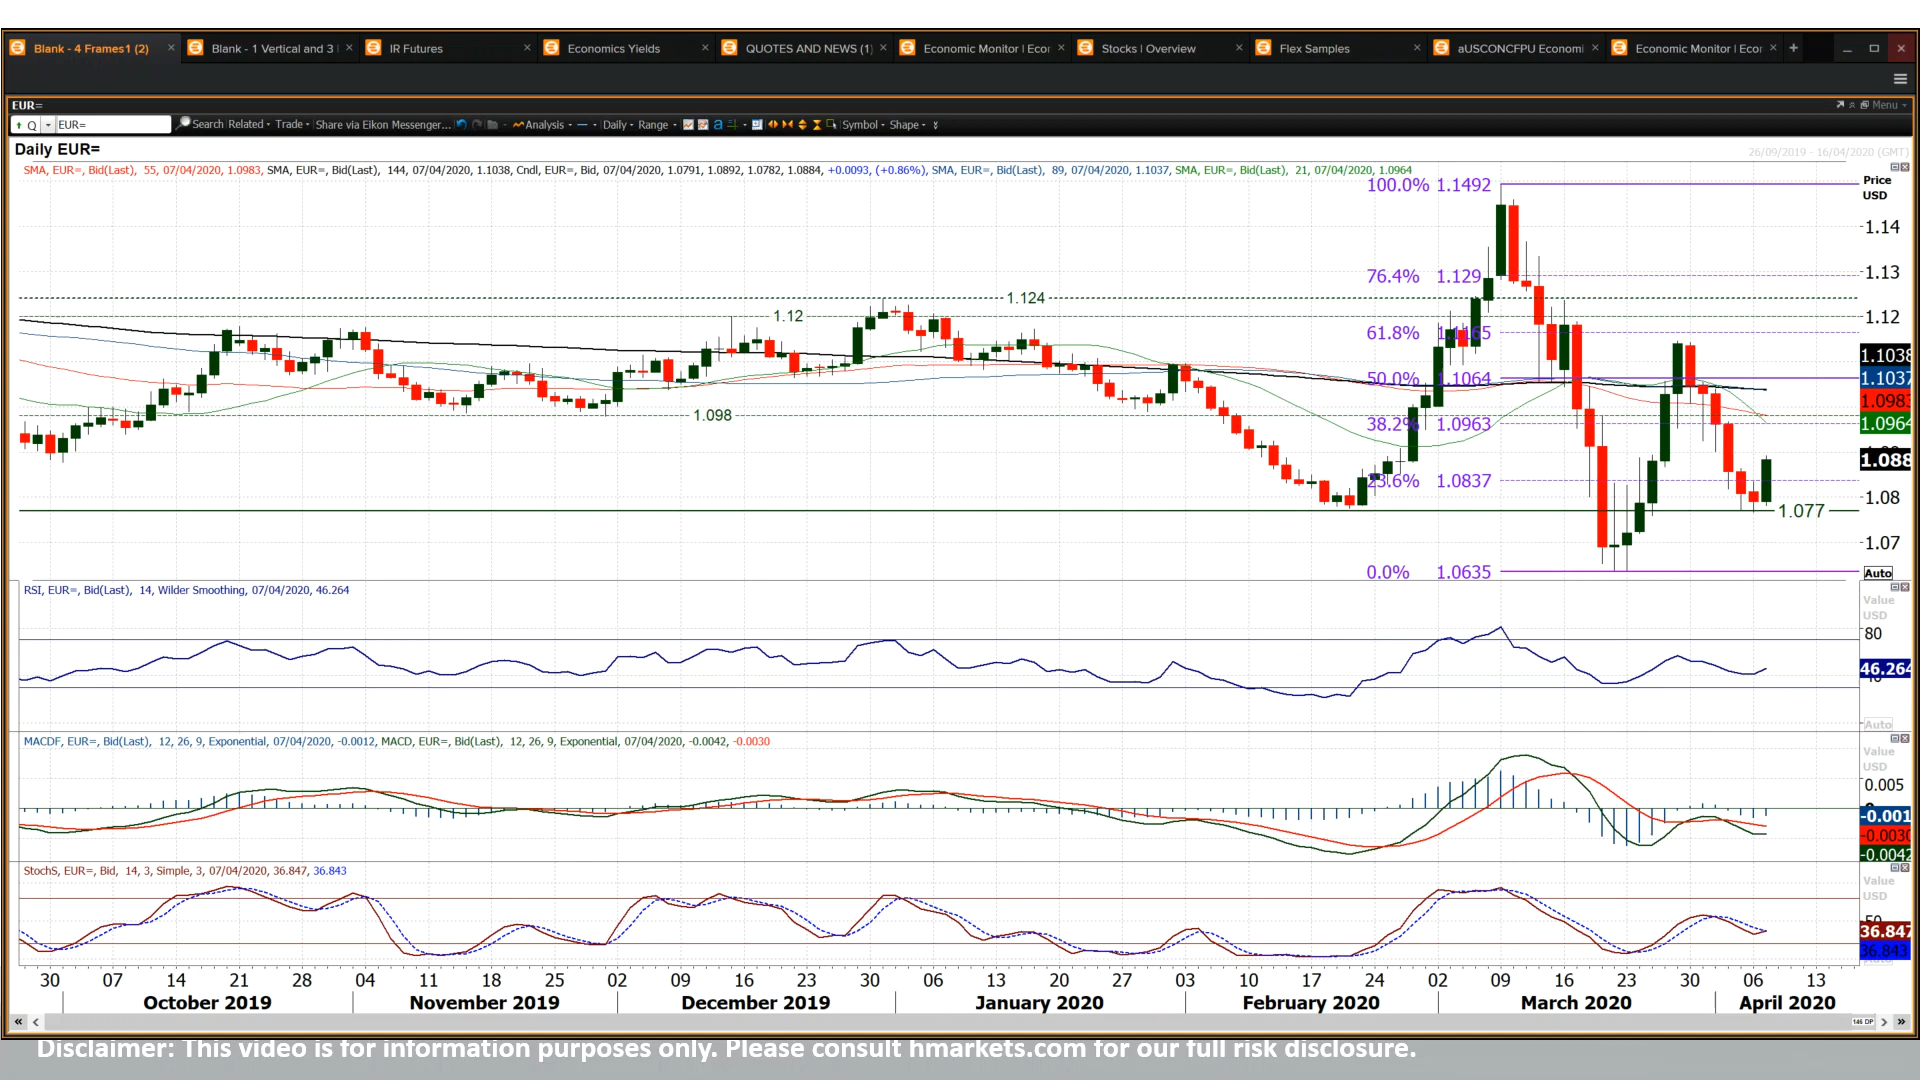 Blank - 4 Frames1 (2)
Blank - 1 Vertical and 3
IR Futures
Economics Yields
QUOTES AND NEWS (1)
Economic Monitor | Econ
Stocks | Overview
Flex Samples
aUSCONCFPU Economi
Economic Monitor | Econ
EUR=
Menu
Q EUR= Search Related Trade Share via Eikon Messenger... Analysis Daily Range Symbol Shape
Daily EUR=
26/09/2019 - 16/04/2020 (GMT)
SMA, EUR=, Bid(Last), 55, 07/04/2020, 1.0983, SMA, EUR=, Bid(Last), 144, 07/04/2020, 1.1038, Cndl, EUR=, Bid, 07/04/2020, 1.0791, 1.0892, 1.0782, 1.0884, +0.0093, (+0.86%), SMA, EUR=, Bid(Last), 89, 07/04/2020, 1.1037, SMA, EUR=, Bid(Last), 21, 07/04/2020, 1.0964
Price
USD
100.0% 1.1492
1.14
76.4% 1.129
1.13
1.124
1.12
1.12
61.8% 1.1165
1.1038
50.0% 1.1064
1.1037
1.0983
1.098
38.2% 1.0963
1.0964
1.088
23.6% 1.0837
1.08
1.077
1.07
0.0% 1.0635
Auto
RSI, EUR=, Bid(Last), 14, Wilder Smoothing, 07/04/2020, 46.264
Value
USD
80
46.264
Auto
MACDF, EUR=, Bid(Last), 12, 26, 9, Exponential, 07/04/2020, -0.0012, MACD, EUR=, Bid(Last), 12, 26, 9, Exponential, 07/04/2020, -0.0042, -0.0030
Value
USD
0.005
-0.001
-0.0030
-0.0042
StochS, EUR=, Bid, 14, 3, Simple, 3, 07/04/2020, 36.847, 36.843
Value
USD
36.847
36.843
30 07 14 21 28 04 11 18 25 02 09 16 23 30 06 13 20 27 03 10 17 24 02 09 16 23 30 06 13
October 2019 November 2019 December 2019 January 2020 February 2020 March 2020 April 2020
146 DP
Disclaimer: This video is for information purposes only. Please consult hmarkets.com for our full risk disclosure.